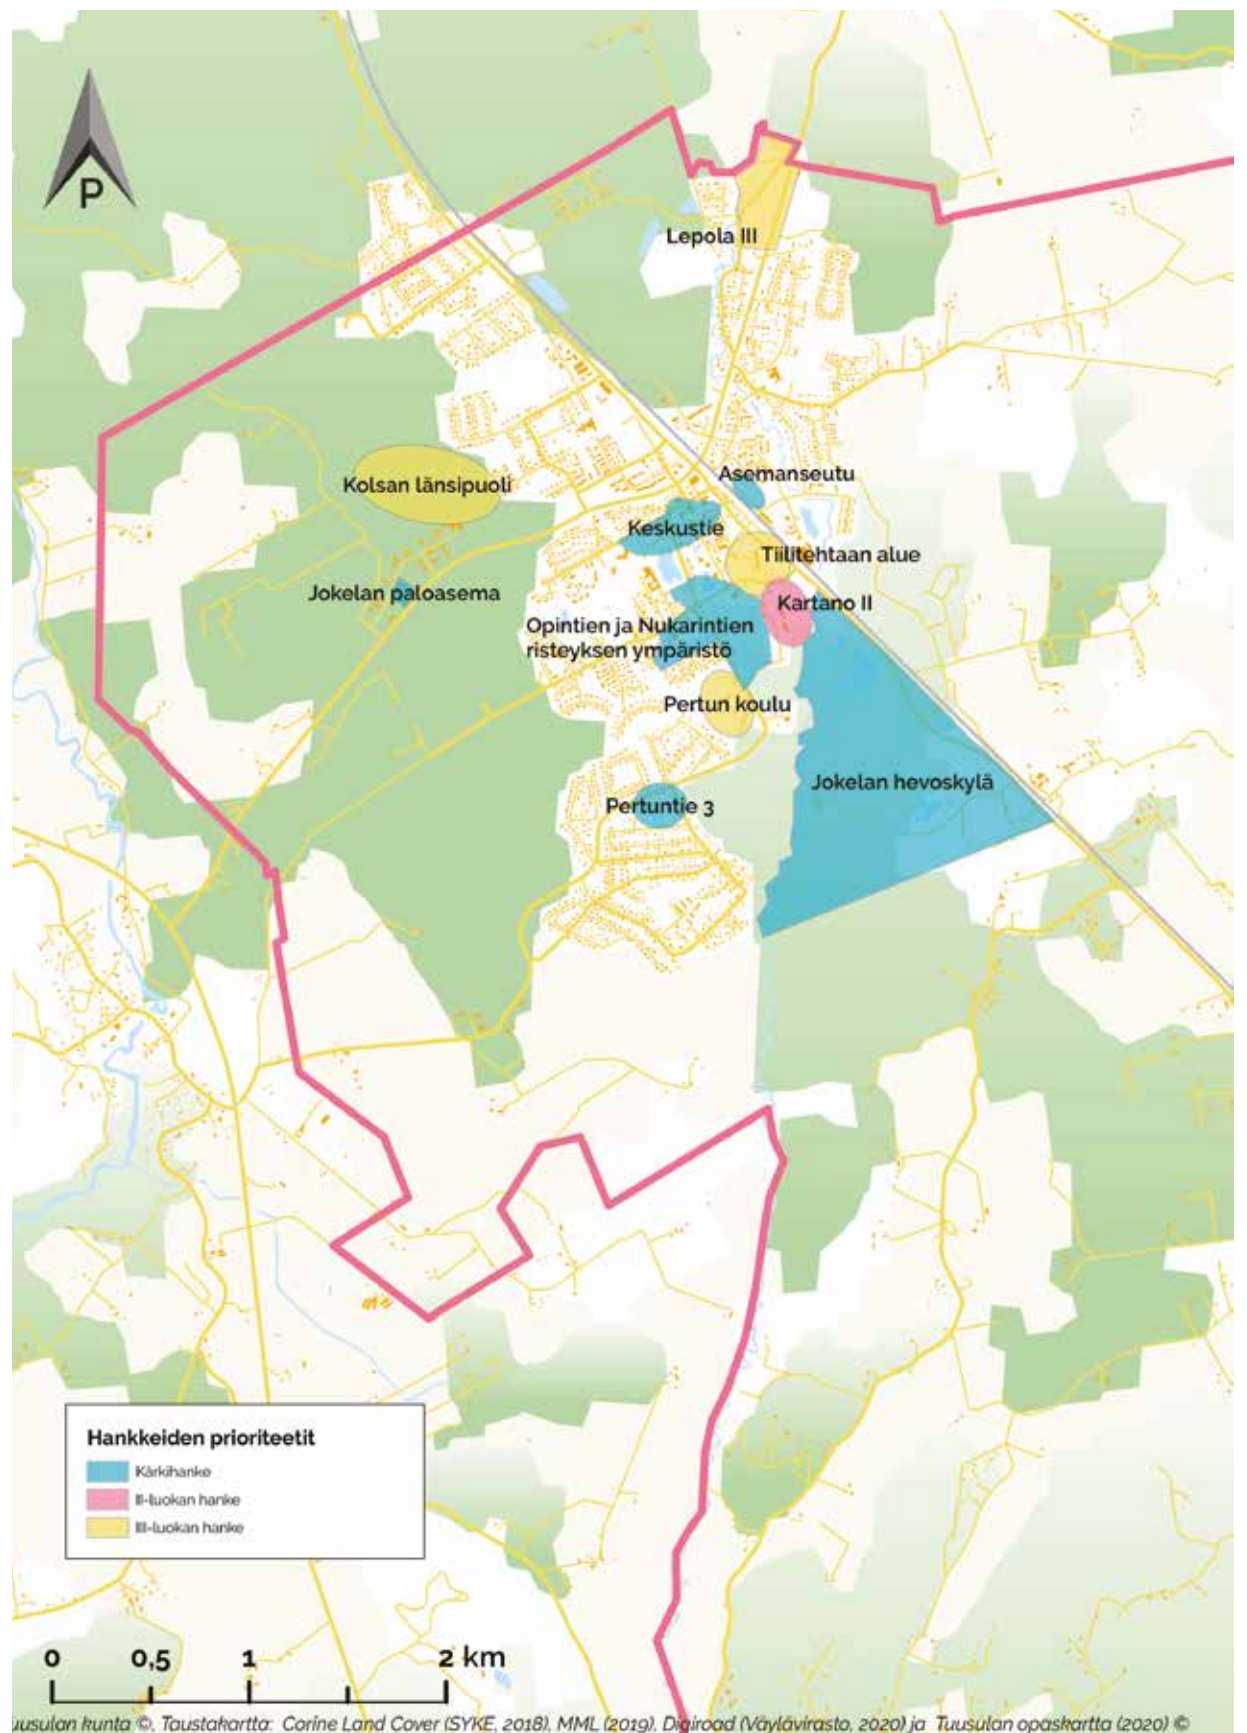 P
Lepola III
Asemanseutu
Kolsan länsipuoli
Keskustie
Tiilitehtaan alue
Jokelan paloasema
Kartano II
Opintien ja Nukarintien
risteyksen ympäristö
Pertun koulu
Jokelan hevoskylä
Pertuntie 3
Hankkeiden prioriteetit
Kärkihanke
II-luokan hanke
III-luokan hanke
0 0,5 1 2 km
uusulan kunta ©, Taustakartta: Corine Land Cover (SYKE, 2018), MML (2019), Digiroad (Väylävirasto, 2020) ja Tuusulan opaskartta (2020) ©